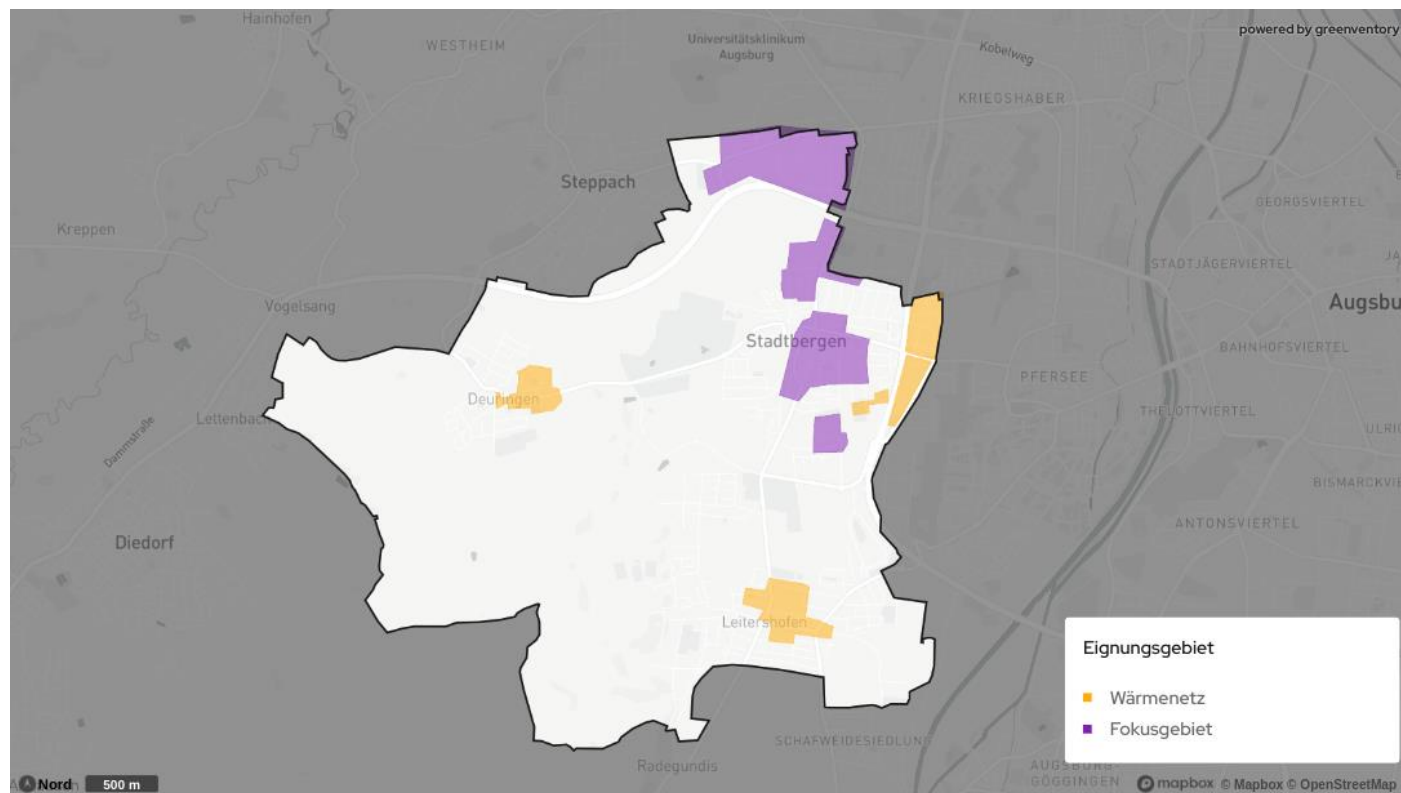 Hainhofen
WESTHEIM
Universitätsklinikum
Augsburg
Kobelweg
powered by greenventory
KRIEGSHABER
Steppach
GEORGSVIERTEL
Kreppen
STADTJÄGERVIERTEL
JA
Vogelsang
Augsbu
Stadtbergen
BAHNHOFSVIERTEL
PFERSEE
Deuringen
THELOTTVIERTEL
Lettenbach
Dammstraße
ULRI
BISMARCKVIE
ANTONSVIERTEL
Diedorf
Leitershofen
Eignungsgebiet
Wärmenetz
Fokusgebiet
SCHAFWEIDESIEDLUNG
Radegundis
AUGSBURG-
GÖGGINGEN
Nord
500 m
mapbox © Mapbox © OpenStreetMap